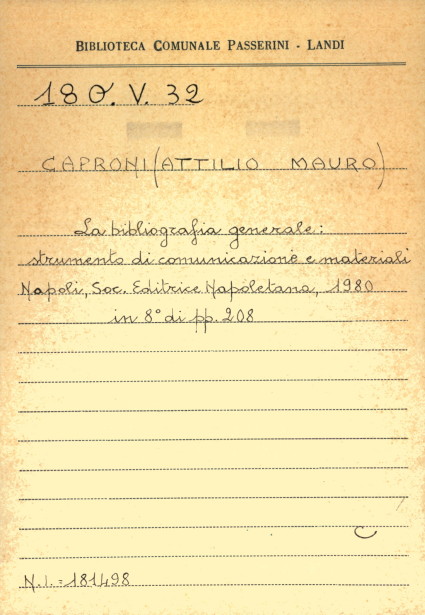 BIBLIOTECA COMUNALE PASSERINI - LANDI
18 O. V. 32
CAPRONI (ATTILIO MAURO)
La bibliografia generale:
strumento di comunicazione e materiali
Napoli, Soc. Editrice Napoletana, 1980
in 8° di pp. 208
C
N.I. = 181498